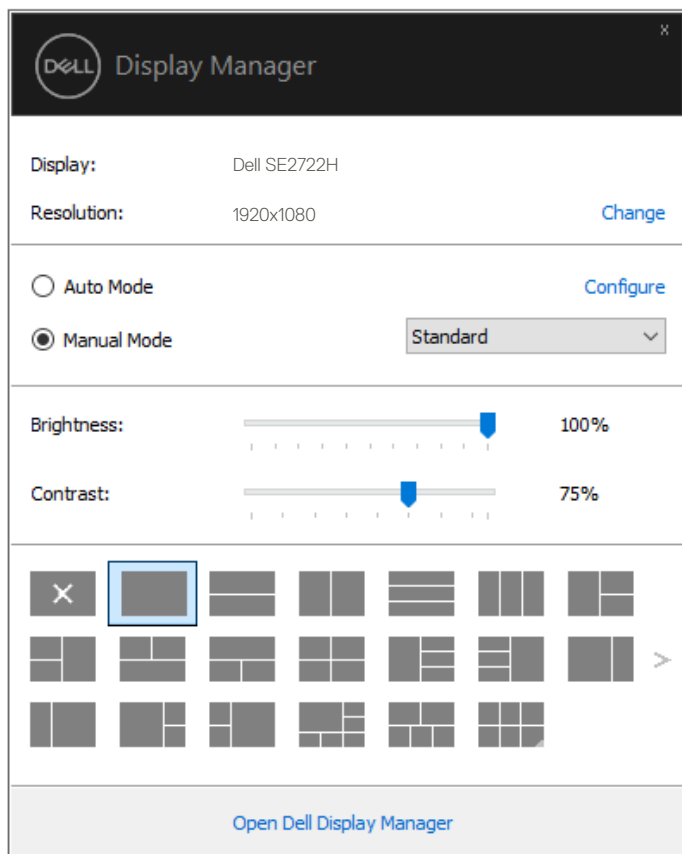 x
DELL Display Manager
Display: Dell SE2722H
Resolution: 1920x1080 Change
Auto Mode Configure
Manual Mode Standard
Brightness: 100%
Contrast: 75%
Open Dell Display Manager